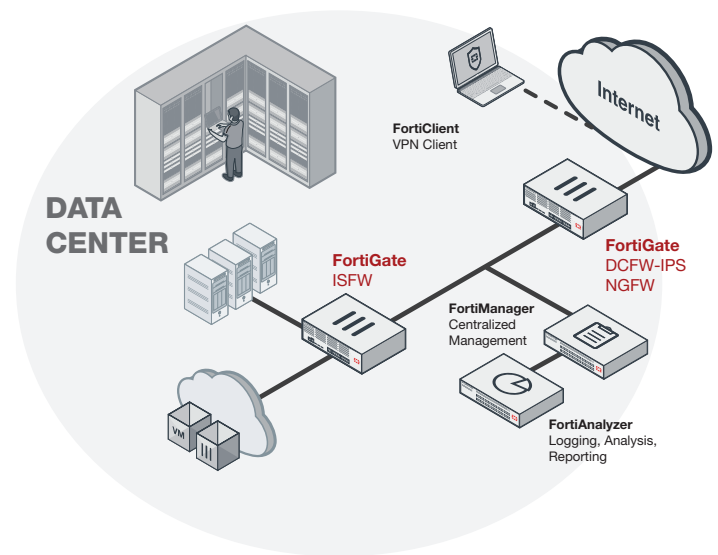 Internet
FortiClient
VPN Client
DATA
CENTER
FortiGate
DCFW-IPS
NGFW
FortiGate
ISFW
FortiManager
Centralized
Management
FortiAnalyzer
Logging, Analysis,
Reporting
VM